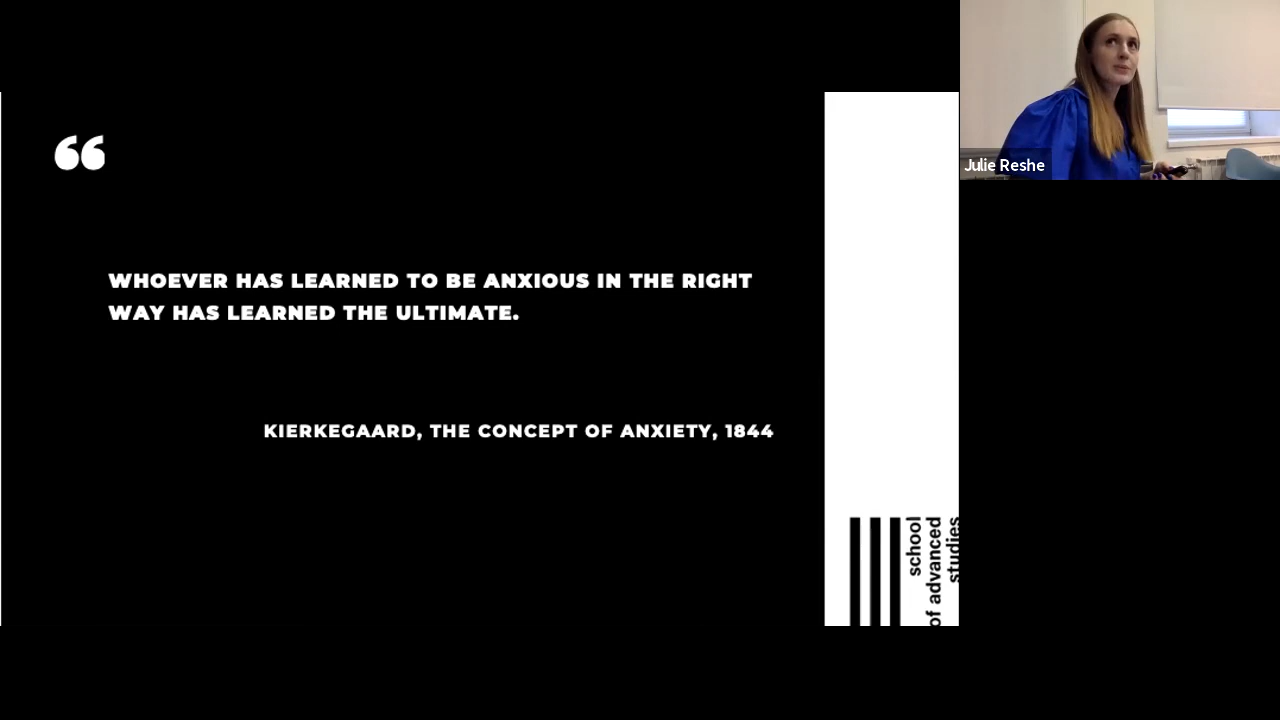 “
WHOEVER HAS LEARNED TO BE ANXIOUS IN THE RIGHT
WAY HAS LEARNED THE ULTIMATE.
KIERKEGAARD, THE CONCEPT OF ANXIETY, 1844
Julie Reshe
school
of advanced
studies